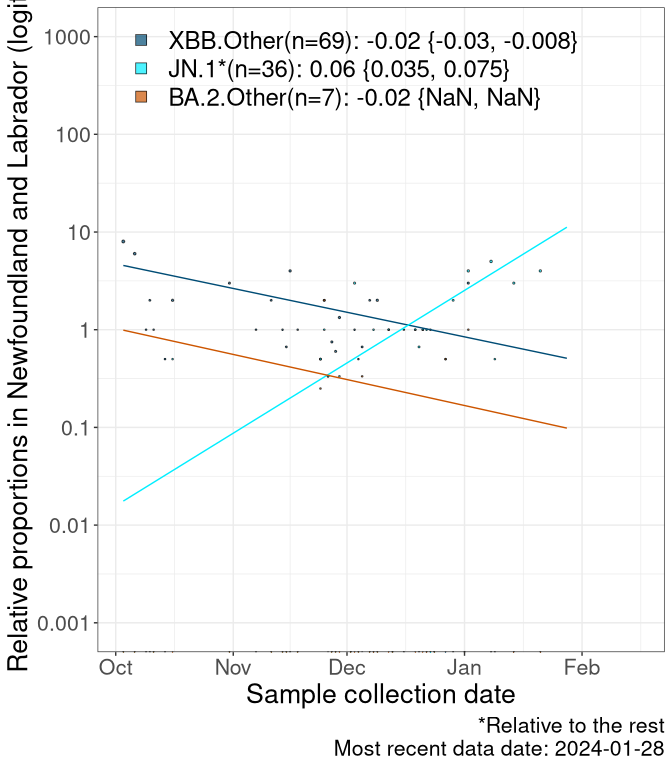 XBB.Other(n=69): -0.02 {-0.03, -0.008}
JN.1*(n=36): 0.06 {0.035, 0.075}
BA.2.Other(n=7): -0.02 {NaN, NaN}
Relative proportions in Newfoundland and Labrador (logit
1000
100
10
1
0.1
0.01
0.001
Oct Nov Dec Jan Feb
Sample collection date
*Relative to the rest
Most recent data date: 2024-01-28